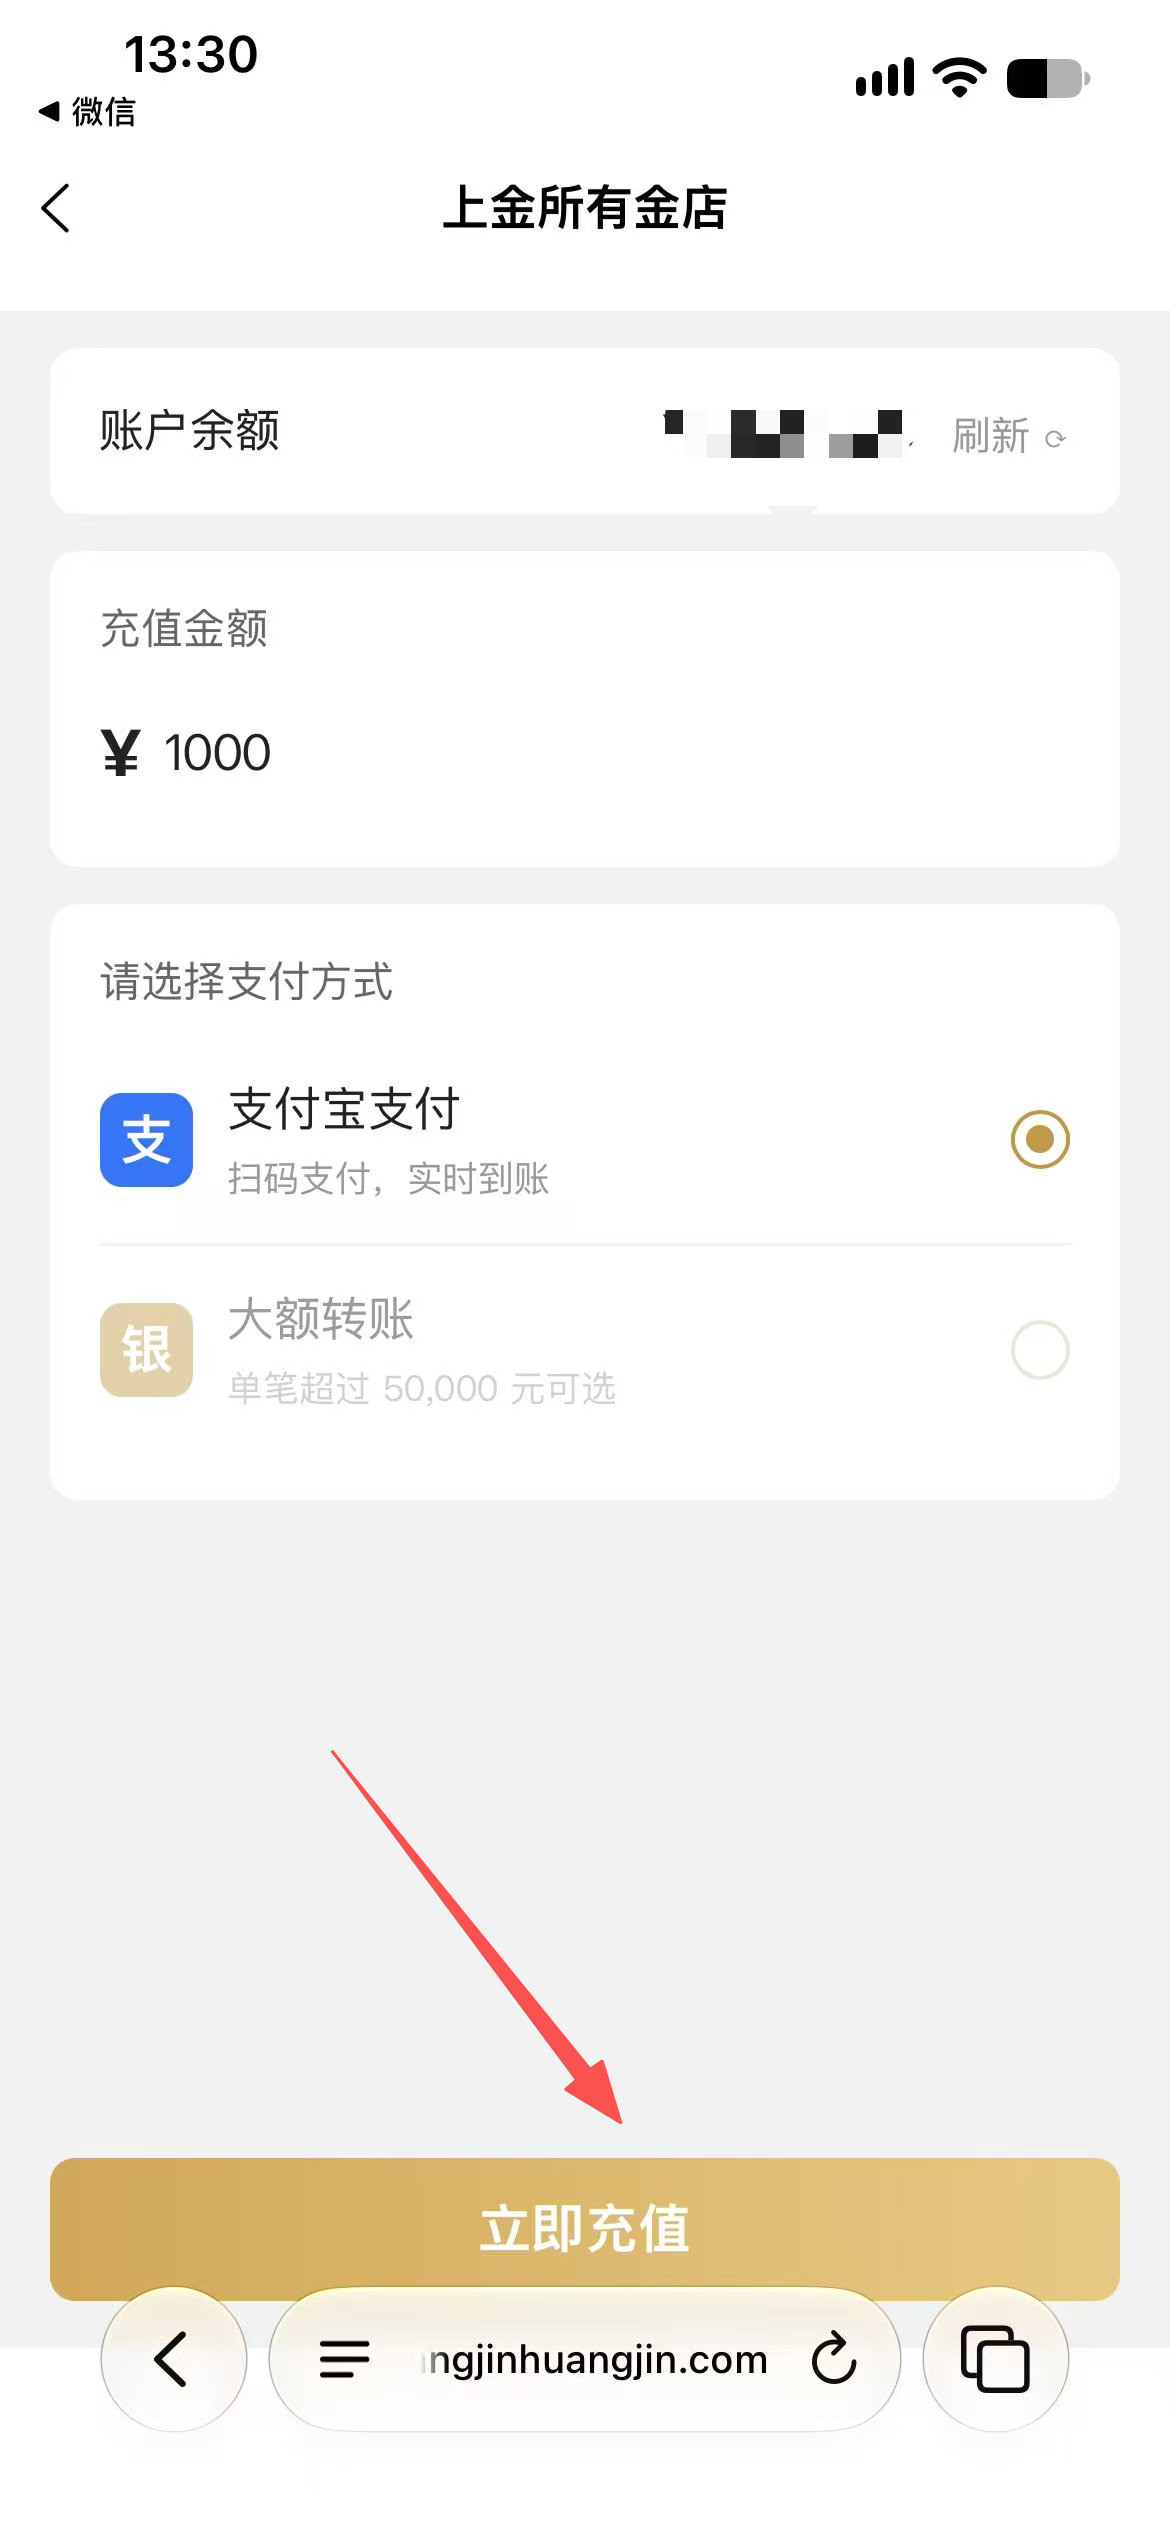 13:30
微信
上金所有金店
账户余额 刷新
充值金额
¥ 1000
请选择支付方式
支 支付宝支付
扫码支付，实时到账
银 大额转账
单笔超过 50,000 元可选
立即充值
ngjinhuangjin.com